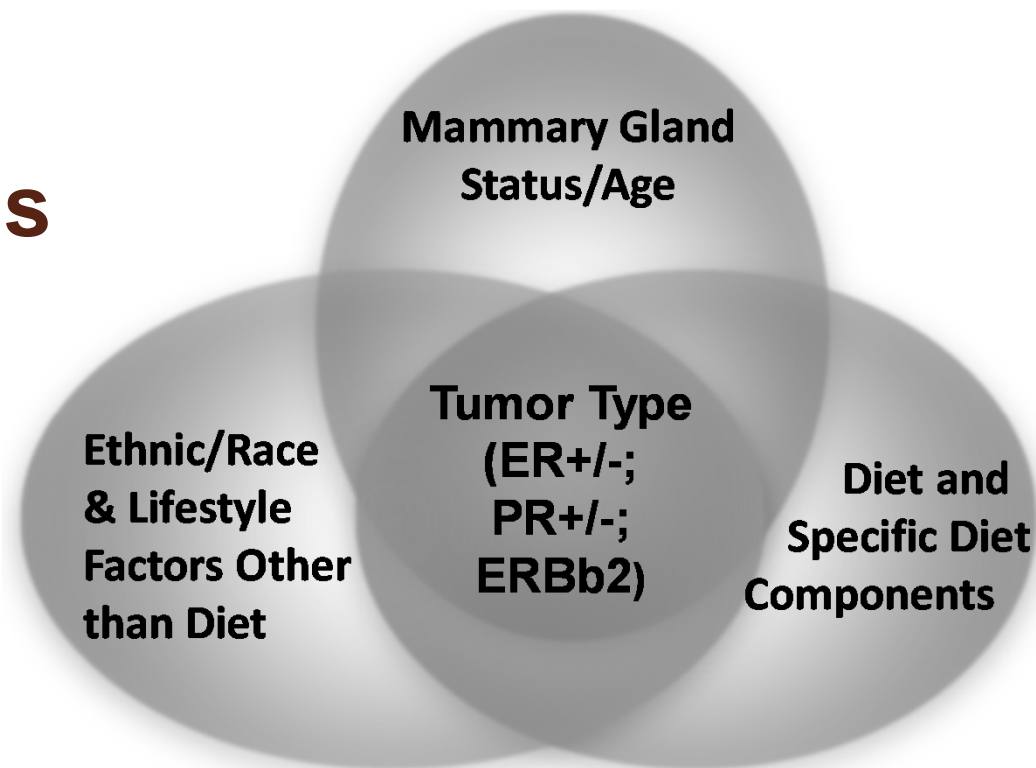 s
Mammary Gland
Status/Age
Tumor Type
(ER+/-;
PR+/-;
ERBb2)
Ethnic/Race
& Lifestyle
Factors Other
than Diet
Diet and
Specific Diet
Components